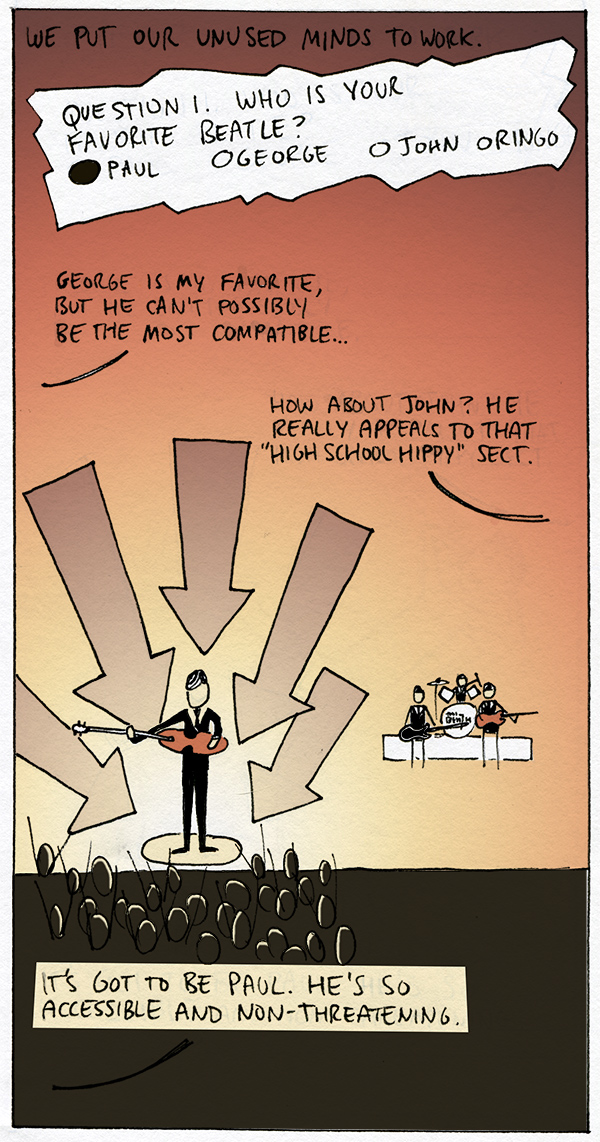 WE PUT OUR UNUSED MINDS TO WORK.
QUESTION 1. WHO IS YOUR
FAVORITE BEATLE?
PAUL GEORGE JOHN RINGO
GEORGE IS MY FAVORITE,
BUT HE CAN'T POSSIBLY
BE THE MOST COMPATIBLE...
HOW ABOUT JOHN? HE
REALLY APPEALS TO THAT
"HIGH SCHOOL HIPPY" SECT.
IT'S GOT TO BE PAUL. HE'S SO
ACCESSIBLE AND NON-THREATENING.